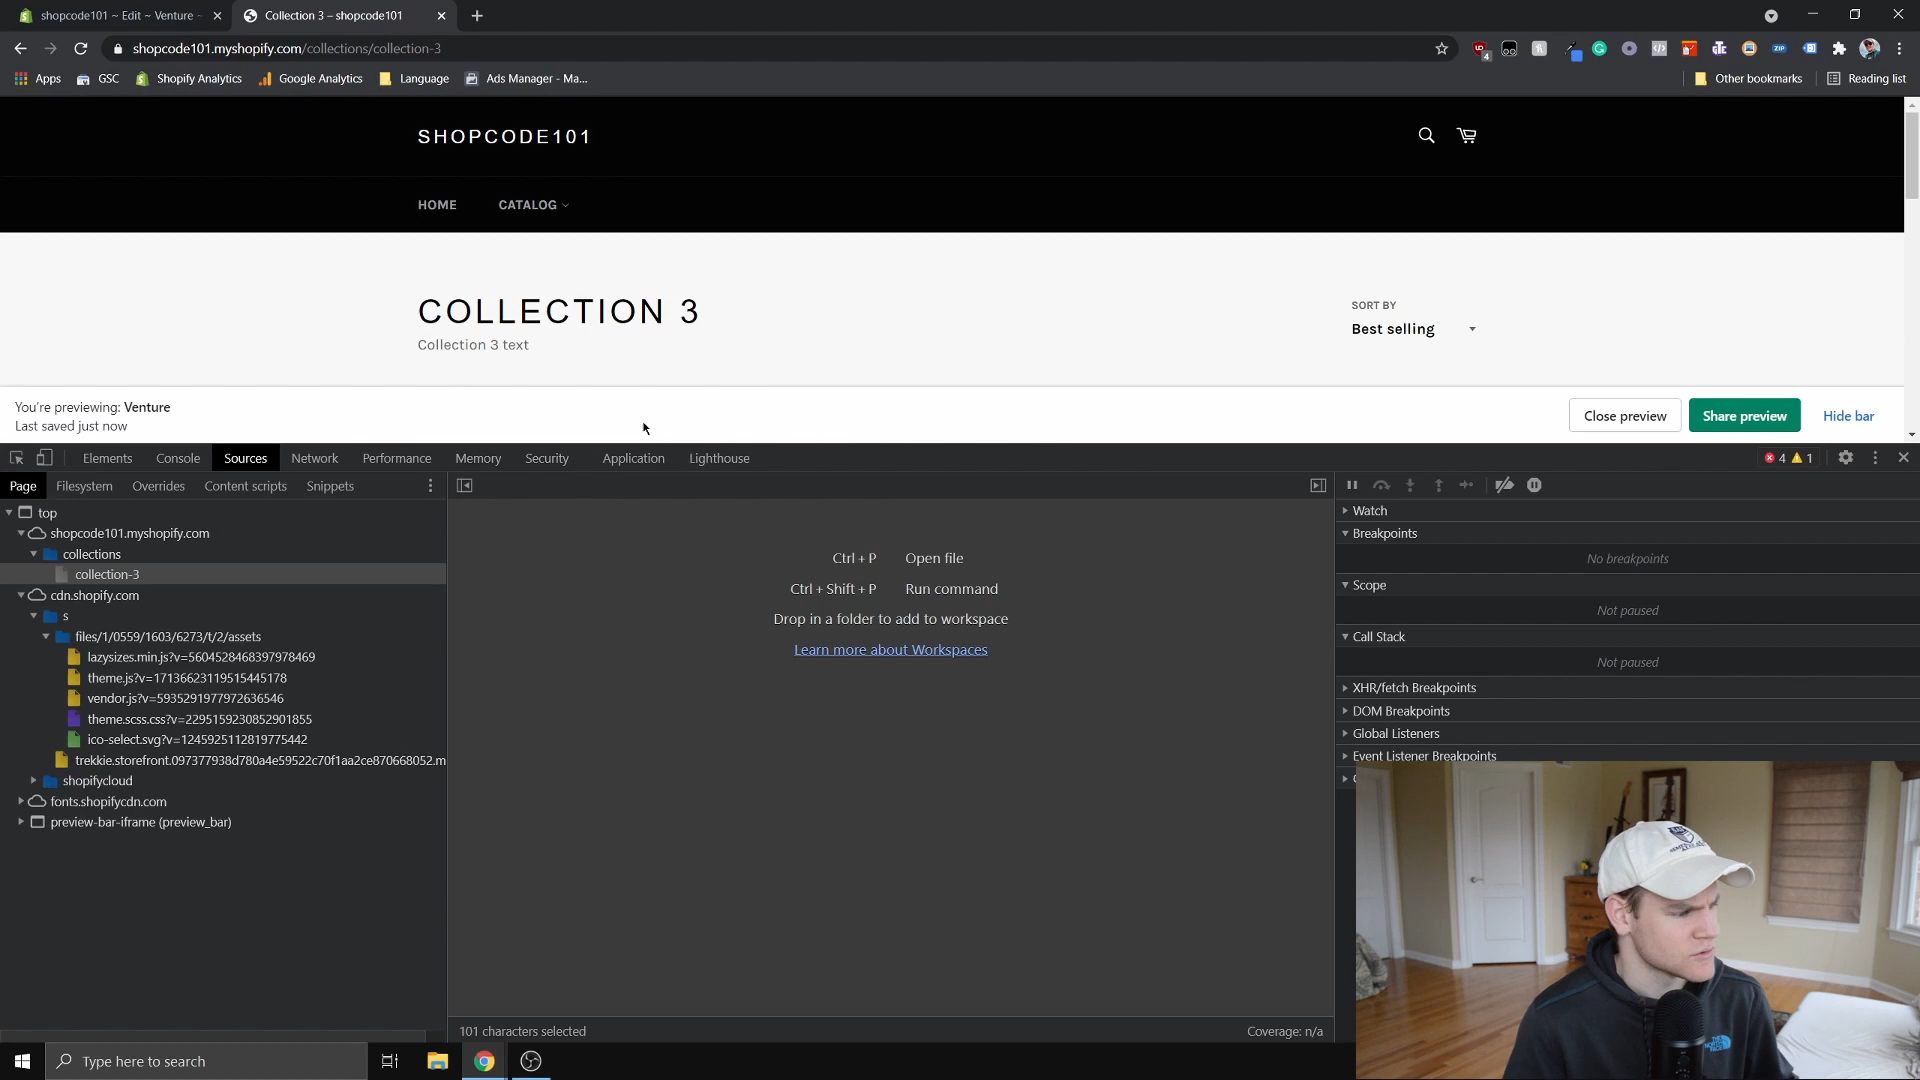 shopcode101 ~ Edit ~ Venture
Collection 3 – shopcode101
shopcode101.myshopify.com/collections/collection-3
4
Apps
GSC
Shopify Analytics
Google Analytics
Language
Ads Manager - Ma...
Other bookmarks
Reading list
SHOPCODE101
HOME
CATALOG
COLLECTION 3
Collection 3 text
SORT BY
Best selling
You're previewing: Venture
Last saved just now
Close preview
Share preview
Hide bar
Elements
Console
Sources
Network
Performance
Memory
Security
Application
Lighthouse
4
1
Page
Filesystem
Overrides
Content scripts
Snippets
top
shopcode101.myshopify.com
collections
collection-3
cdn.shopify.com
s
files/1/0559/1603/6273/t/2/assets
lazysizes.min.js?v=5604528468397978469
theme.js?v=17136623119515445178
vendor.js?v=5935291977972636546
theme.scss.css?v=2295159230852901855
ico-select.svg?v=1245925112819775442
trekkie.storefront.097377938d780a4e59522c70f1aa2ce870668052.m
shopifycloud
fonts.shopifycdn.com
preview-bar-iframe (preview_bar)
Ctrl + P Open file
Ctrl + Shift + P Run command
Drop in a folder to add to workspace
Learn more about Workspaces
Watch
Breakpoints
No breakpoints
Scope
Not paused
Call Stack
Not paused
XHR/fetch Breakpoints
DOM Breakpoints
Global Listeners
Event Listener Breakpoints
101 characters selected
Coverage: n/a
Type here to search